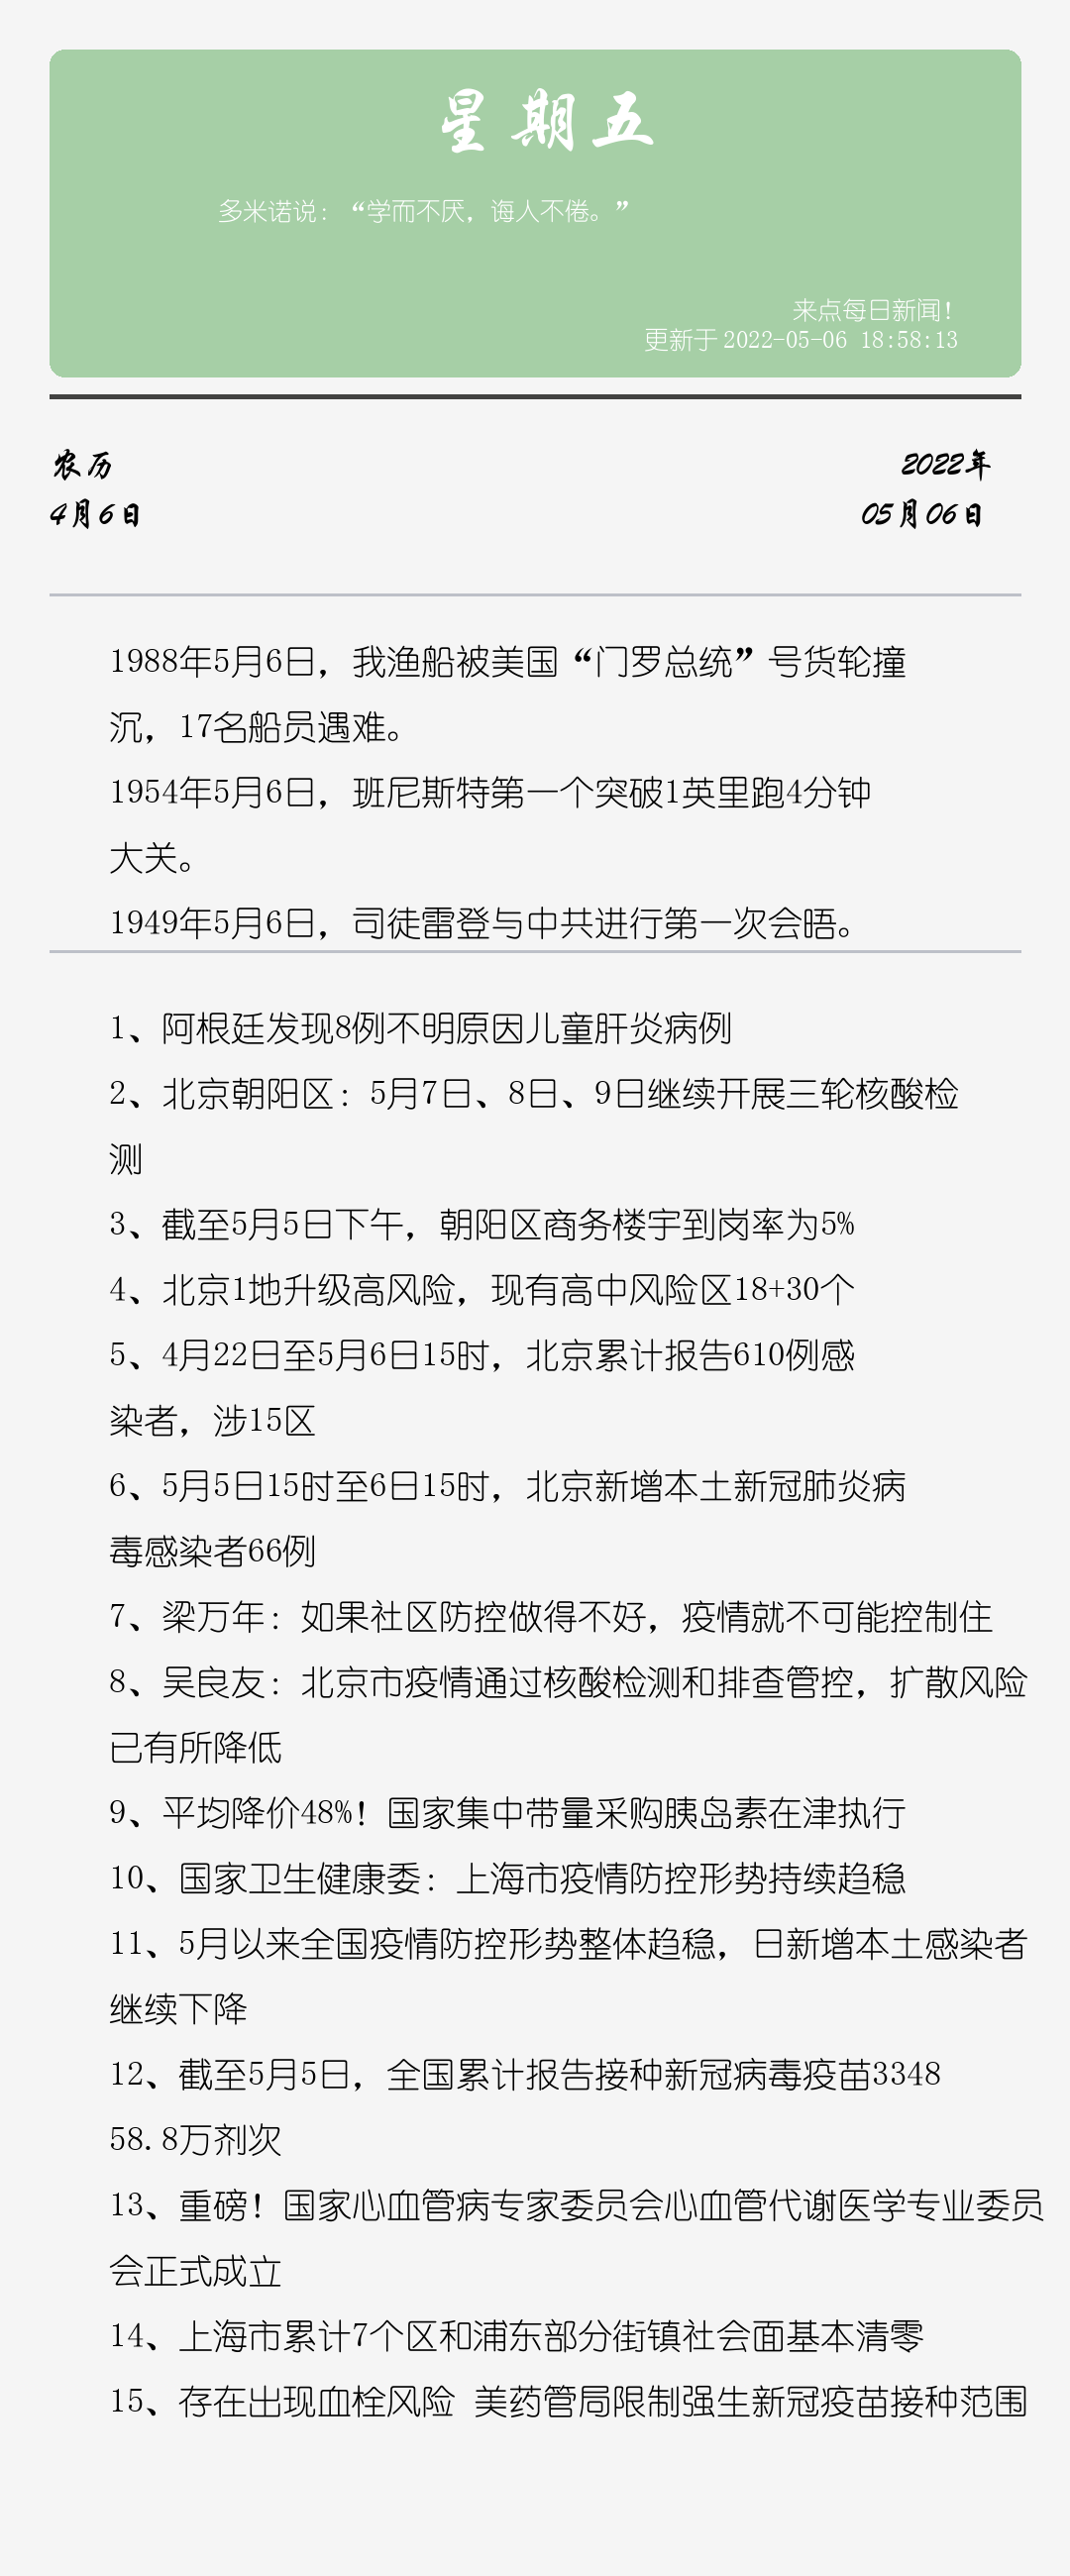 星期五
多米诺说：“学而不厌，诲人不倦。”
来点每日新闻！
更新于 2022-05-06 18:58:13
农历
2022年
4月6日
05月06日
1988年5月6日，我渔船被美国“门罗总统”号货轮撞
沉，17名船员遇难。
1954年5月6日，班尼斯特第一个突破1英里跑4分钟
大关。
1949年5月6日，司徒雷登与中共进行第一次会晤。
1、阿根廷发现8例不明原因儿童肝炎病例
2、北京朝阳区：5月7日、8日、9日继续开展三轮核酸检
测
3、截至5月5日下午，朝阳区商务楼宇到岗率为5%
4、北京1地升级高风险，现有高中风险区18+30个
5、4月22日至5月6日15时，北京累计报告610例感
染者，涉15区
6、5月5日15时至6日15时，北京新增本土新冠肺炎病
毒感染者66例
7、梁万年：如果社区防控做得不好，疫情就不可能控制住
8、吴良友：北京市疫情通过核酸检测和排查管控，扩散风险
已有所降低
9、平均降价48%！国家集中带量采购胰岛素在津执行
10、国家卫生健康委：上海市疫情防控形势持续趋稳
11、5月以来全国疫情防控形势整体趋稳，日新增本土感染者
继续下降
12、截至5月5日，全国累计报告接种新冠病毒疫苗3348
58.8万剂次
13、重磅！国家心血管病专家委员会心血管代谢医学专业委员
会正式成立
14、上海市累计7个区和浦东部分街镇社会面基本清零
15、存在出现血栓风险 美药管局限制强生新冠疫苗接种范围